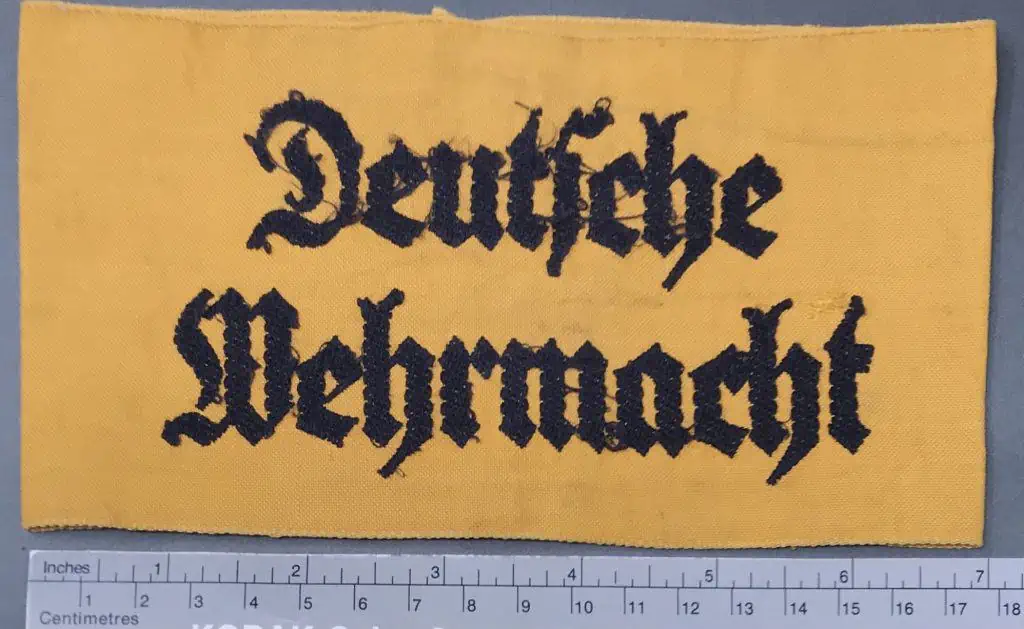 Deutſche
Wehrmacht
Inches 1 2 3 4 5 6 7
1 2 3 4 5 6 7 8 9 10 11 12 13 14 15 16 17 18
Centimetres
KODAK